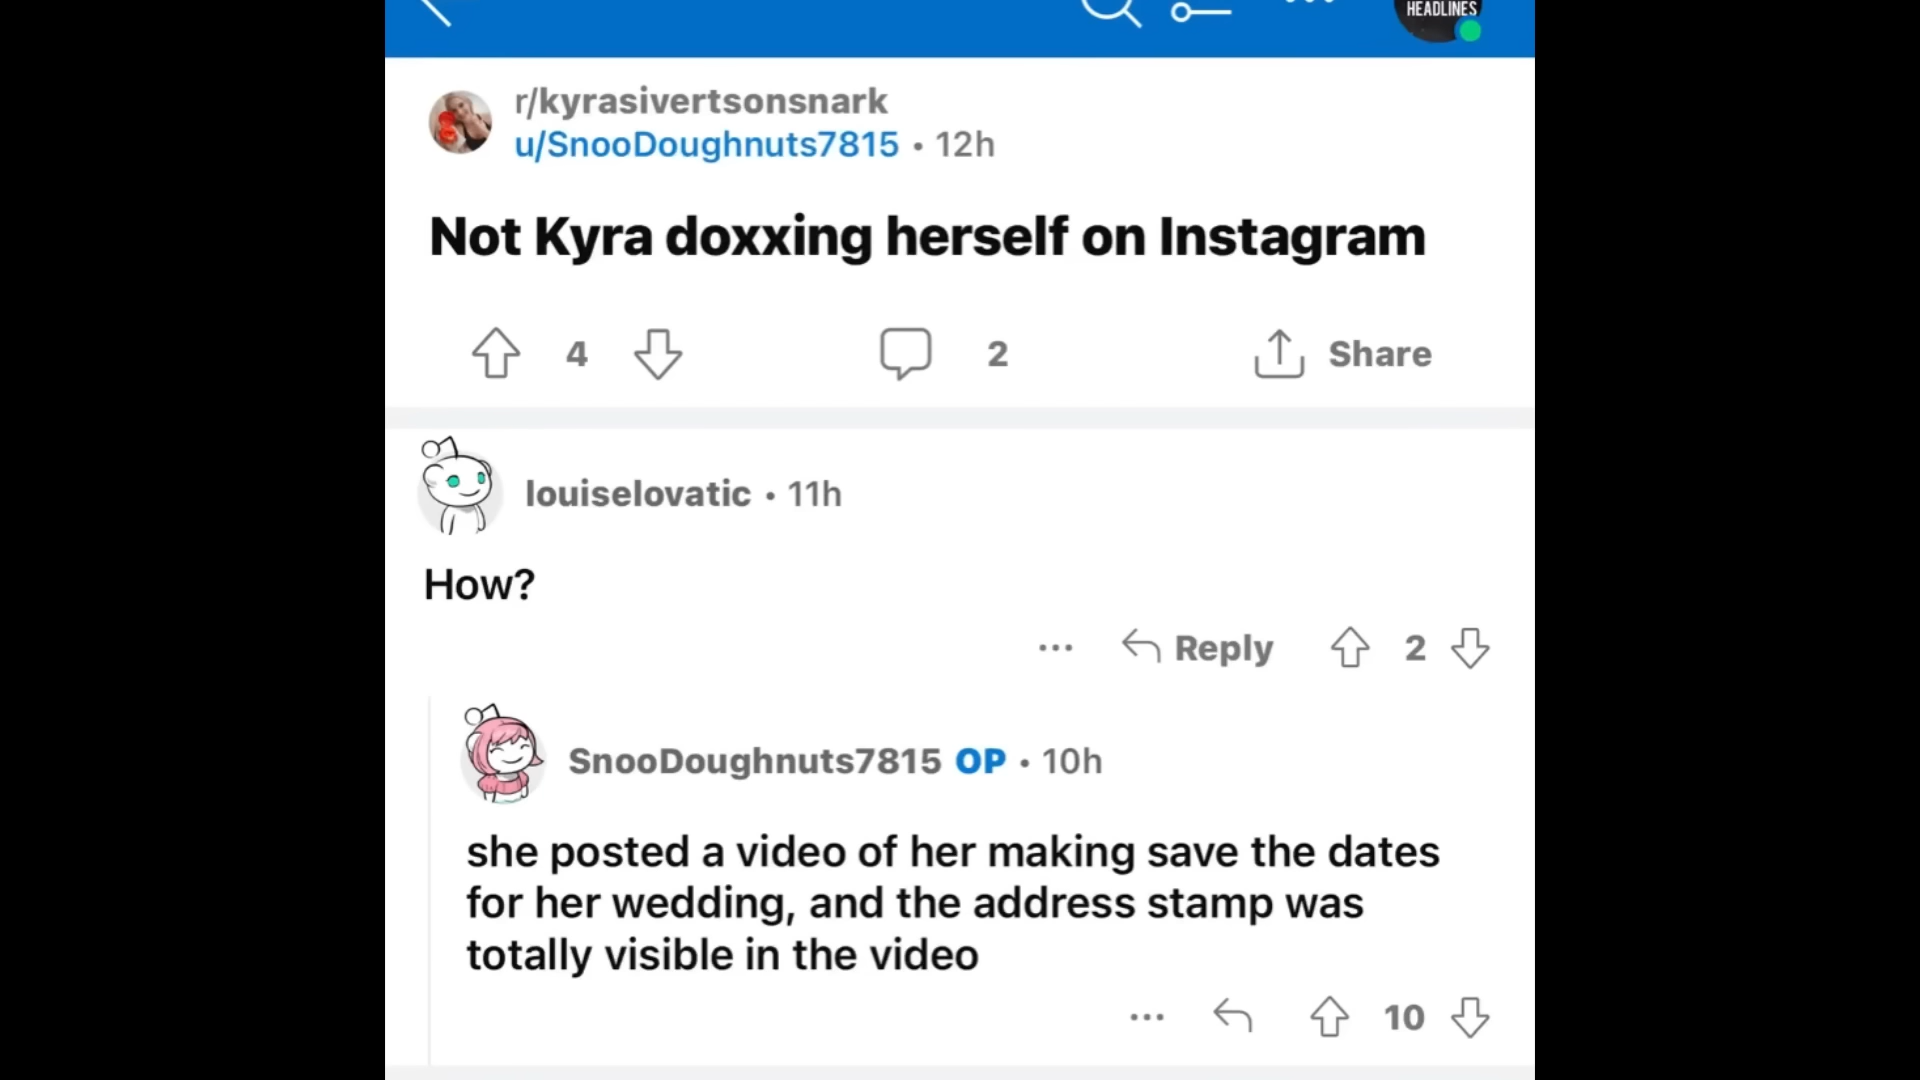 HEADLINES
r/kyrasivertsonsnark
u/SnooDoughnuts7815 • 12h
Not Kyra doxxing herself on Instagram
4
2
Share
louiselovatic • 11h
How?
Reply
2
SnooDoughnuts7815 OP • 10h
she posted a video of her making save the dates
for her wedding, and the address stamp was
totally visible in the video
10